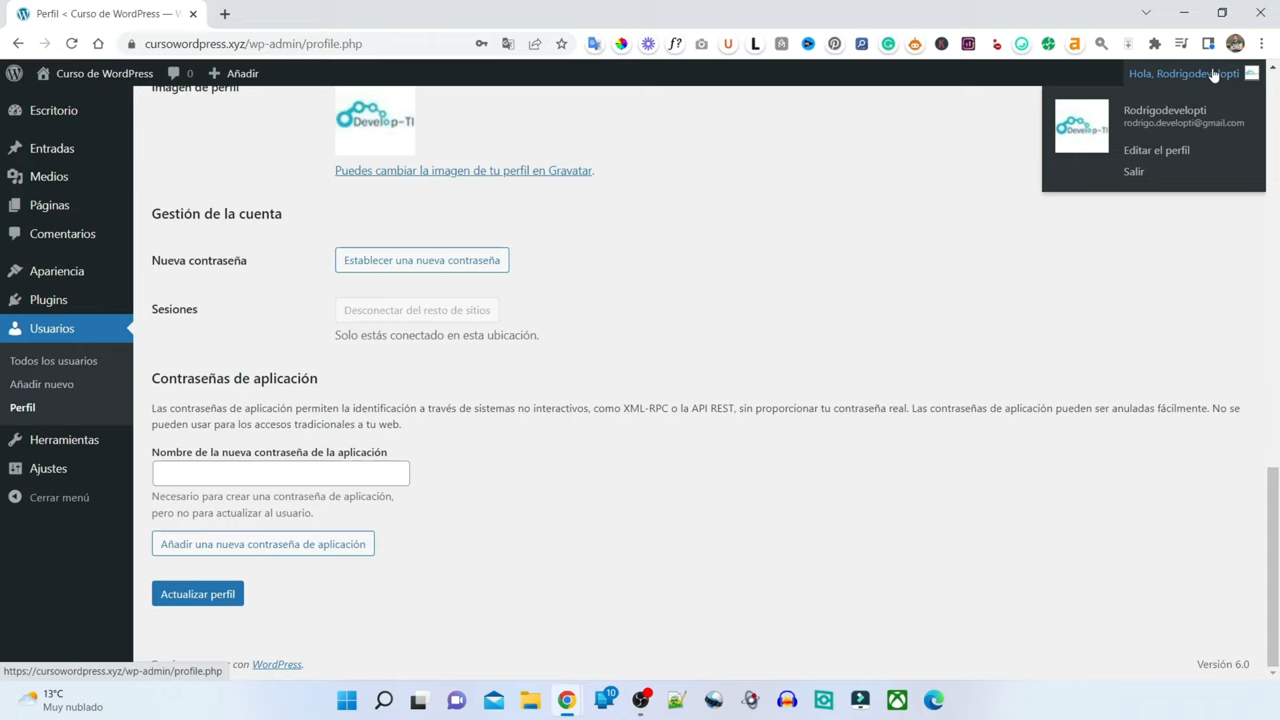 Perfil < Curso de WordPress — W
cursowordpress.xyz/wp-admin/profile.php
Curso de WordPress 0 Añadir
Hola, Rodrigodevelopti
Rodrigodevelopti
rodrigo.developti@gmail.com
Editar el perfil
Salir
Escritorio
Entradas
Medios
Páginas
Comentarios
Apariencia
Plugins
Usuarios
Todos los usuarios
Añadir nuevo
Perfil
Herramientas
Ajustes
Cerrar menú
Imagen de perfil
Develop-TI
Develop-TI
Puedes cambiar la imagen de tu perfil en Gravatar.
Gestión de la cuenta
Nueva contraseña
Establecer una nueva contraseña
Sesiones
Desconectar del resto de sitios
Solo estás conectado en esta ubicación.
Contraseñas de aplicación
Las contraseñas de aplicación permiten la identificación a través de sistemas no interactivos, como XML-RPC o la API REST, sin proporcionar tu contraseña real. Las contraseñas de aplicación pueden ser anuladas fácilmente. No se
pueden usar para los accesos tradicionales a tu web.
Nombre de la nueva contraseña de la aplicación
Necesario para crear una contraseña de aplicación,
pero no para actualizar al usuario.
Añadir una nueva contraseña de aplicación
Actualizar perfil
con WordPress.
Versión 6.0
https://cursowordpress.xyz/wp-admin/profile.php
13°C
Muy nublado
10